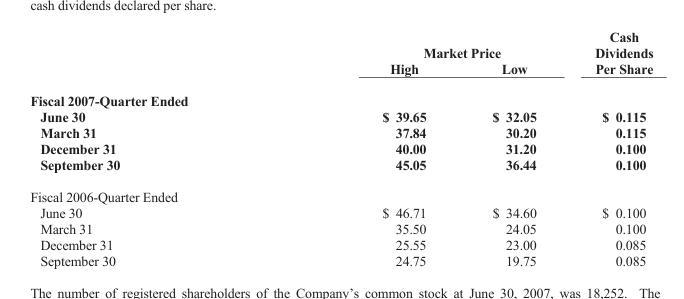 cash dividends declared per share.
Cash
Market Price Dividends
High Low Per Share
Fiscal 2007-Quarter Ended
June 30 $ 39.65 $ 32.05 $ 0.115
March 31 37.84 30.20 0.115
December 31 40.00 31.20 0.100
September 30 45.05 36.44 0.100
Fiscal 2006-Quarter Ended
June 30 $ 46.71 $ 34.60 $ 0.100
March 31 35.50 24.05 0.100
December 31 25.55 23.00 0.085
September 30 24.75 19.75 0.085
The number of registered shareholders of the Company's common stock at June 30, 2007, was 18,252. The